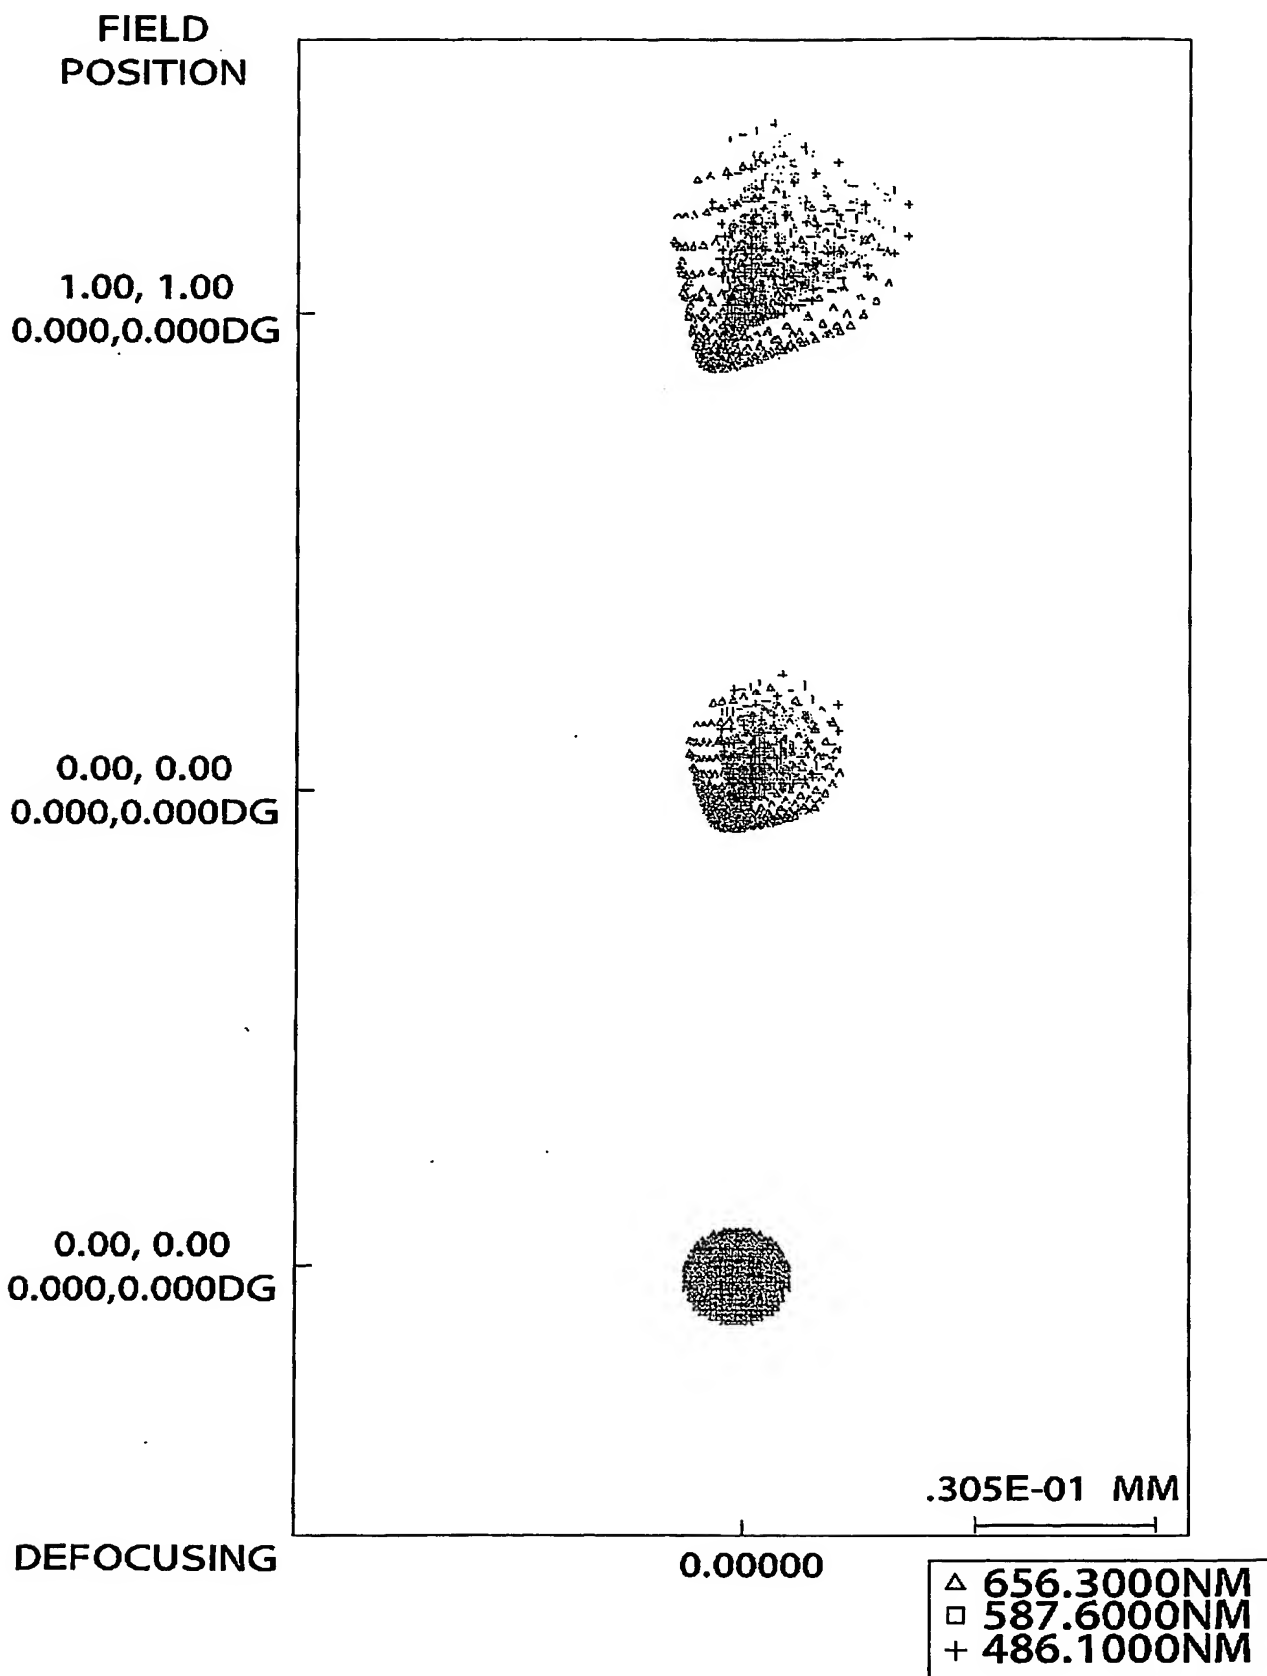 FIELD
POSITION
1.00, 1.00
0.000,0.000DG
0.00, 0.00
0.000,0.000DG
0.00, 0.00
0.000,0.000DG
.305E-01 MM
DEFOCUSING
0.00000
△ 656.3000NM
□ 587.6000NM
+ 486.1000NM